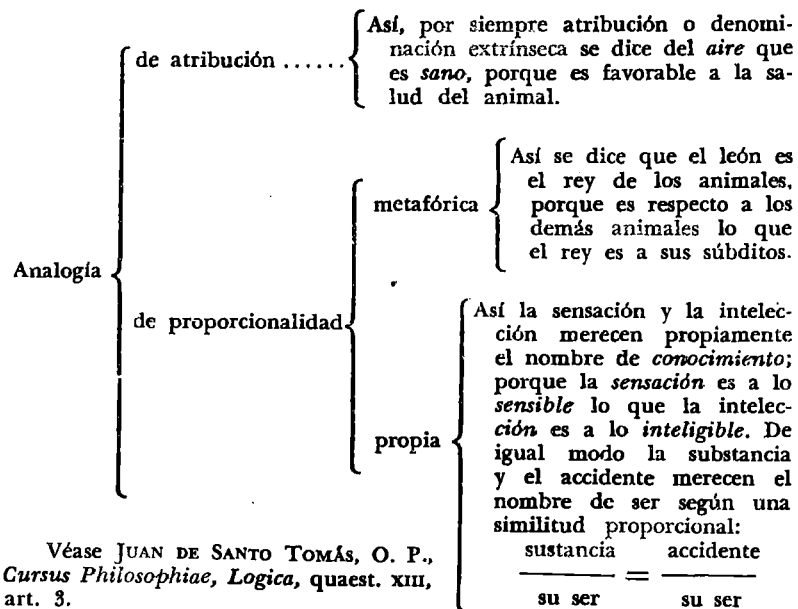 Analogía
de atribución ......
Así, por siempre atribución o denomi-
nación extrínseca se dice del aire que
es sano, porque es favorable a la sa-
lud del animal.
de proporcionalidad
metafórica
Así se dice que el león es
el rey de los animales,
porque es respecto a los
demás animales lo que
el rey es a sus súbditos.
propia
Así la sensación y la intelec-
ción merecen propiamente
el nombre de conocimiento;
porque la sensación es a lo
sensible lo que la intelec-
ción es a lo inteligible. De
igual modo la substancia
y el accidente merecen el
nombre de ser según una
similitud proporcional:
sustancia accidente
=
su ser su ser
Véase JUAN DE SANTO TOMÁS, O. P.,
Cursus Philosophiae, Logica, quaest. XIII,
art. 3.